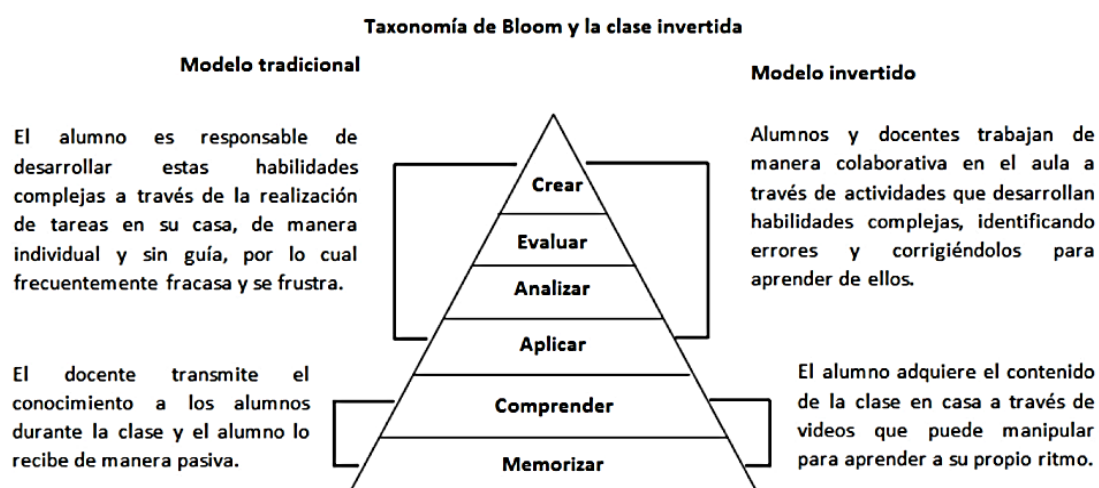 Taxonomía de Bloom y la clase invertida
Modelo tradicional
El alumno es responsable de
desarrollar estas habilidades
complejas a través de la realización
de tareas en su casa, de manera
individual y sin guía, por lo cual
frecuentemente fracasa y se frustra.
El docente transmite el
conocimiento a los alumnos
durante la clase y el alumno lo
recibe de manera pasiva.
Crear
Evaluar
Analizar
Aplicar
Comprender
Memorizar
Modelo invertido
Alumnos y docentes trabajan de
manera colaborativa en el aula a
través de actividades que desarrollan
habilidades complejas, identificando
errores y corrigiéndolos para
aprender de ellos.
El alumno adquiere el contenido
de la clase en casa a través de
videos que puede manipular
para aprender a su propio ritmo.